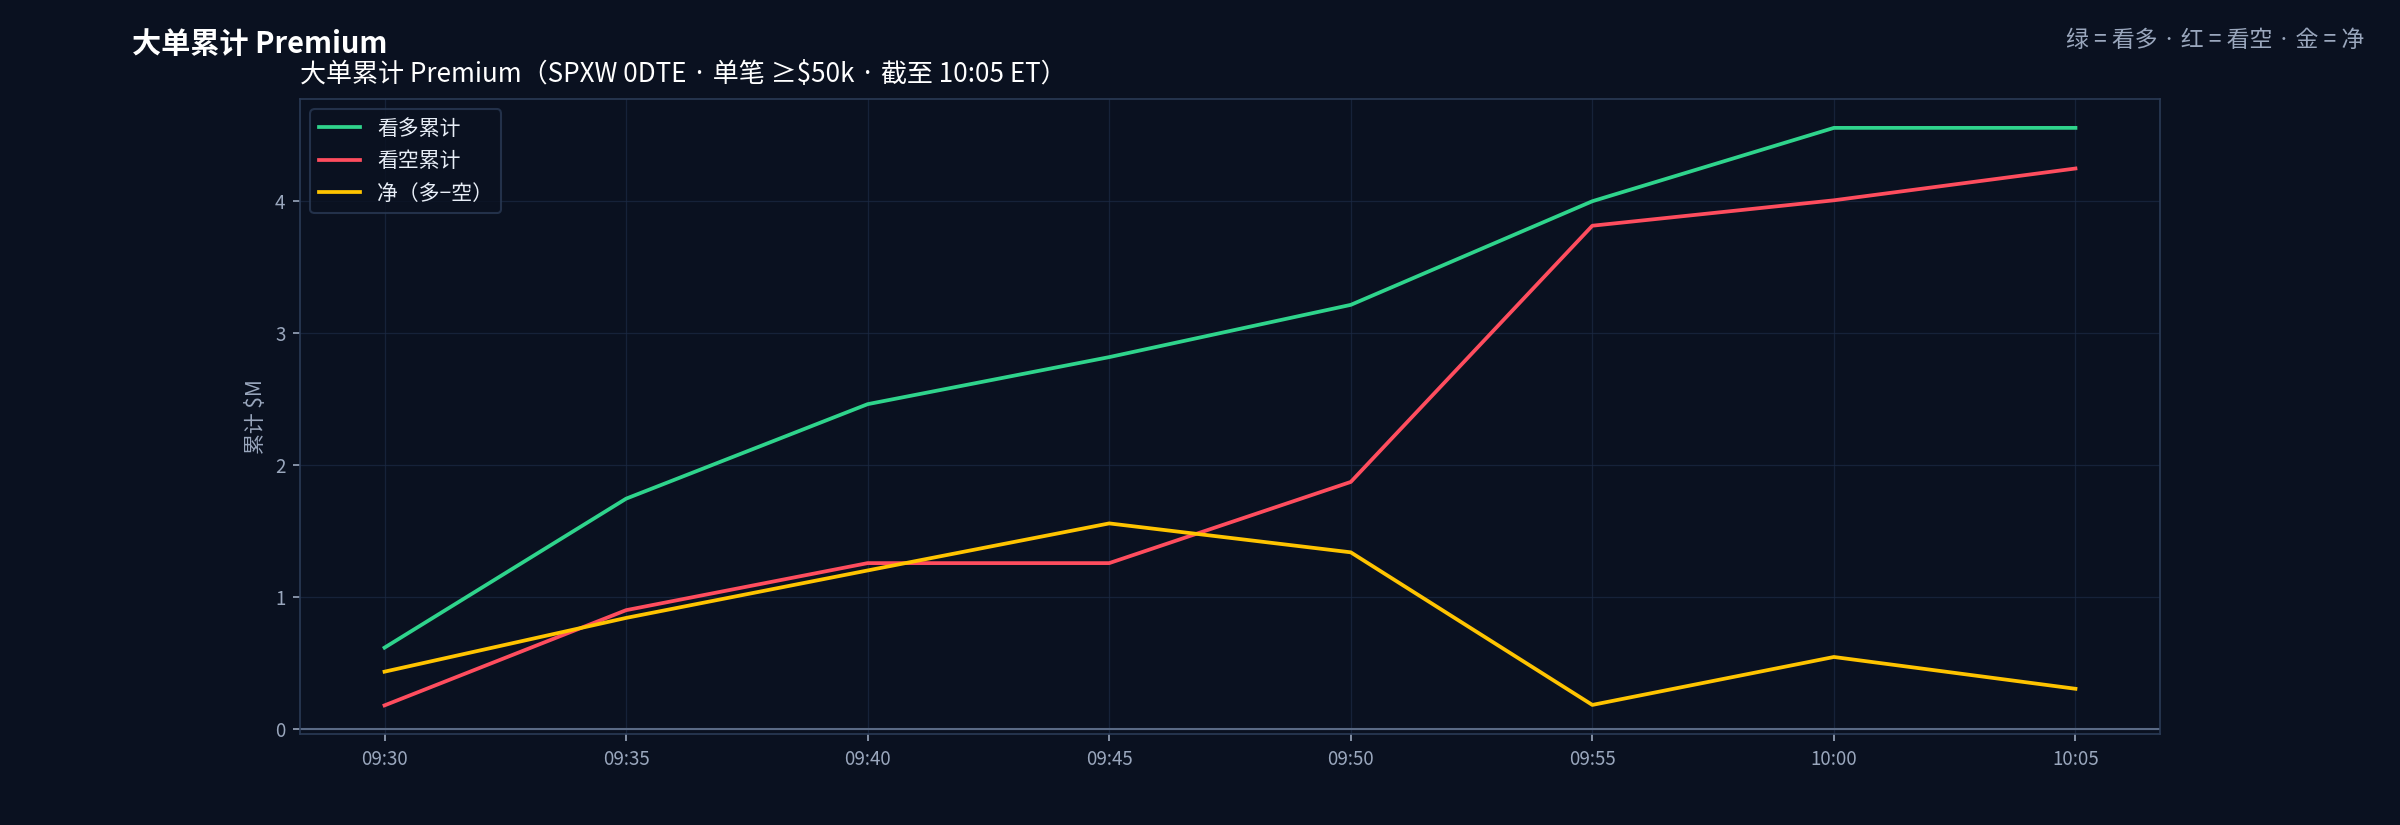 大单累计 Premium
绿 = 看多 · 红 = 看空 · 金 = 净
大单累计 Premium（SPXW 0DTE · 单笔 ≥$50k · 截至 10:05 ET）
看多累计
看空累计
净（多−空）
累计 $M
4
3
2
1
0
09:30 09:35 09:40 09:45 09:50 09:55 10:00 10:05